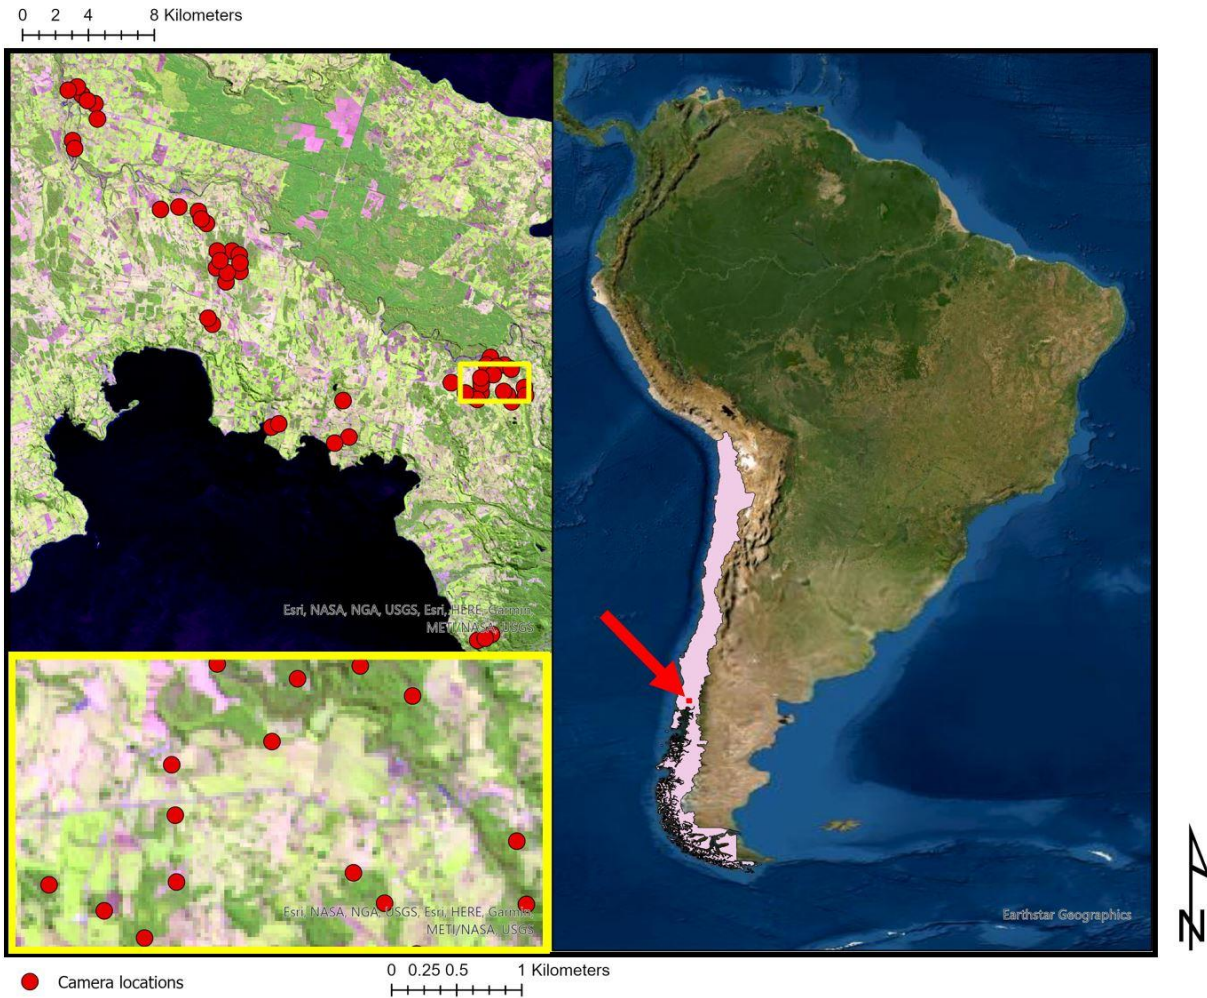 0 2 4 8 Kilometers
Esri, NASA, NGA, USGS, Esri, HERE, Garmin,
METI/NASA, USGS
Esri, NASA, NGA, USGS, Esri, HERE, Garmin,
METI/NASA, USGS
Earthstar Geographics
N
Camera locations
0 0.25 0.5 1 Kilometers